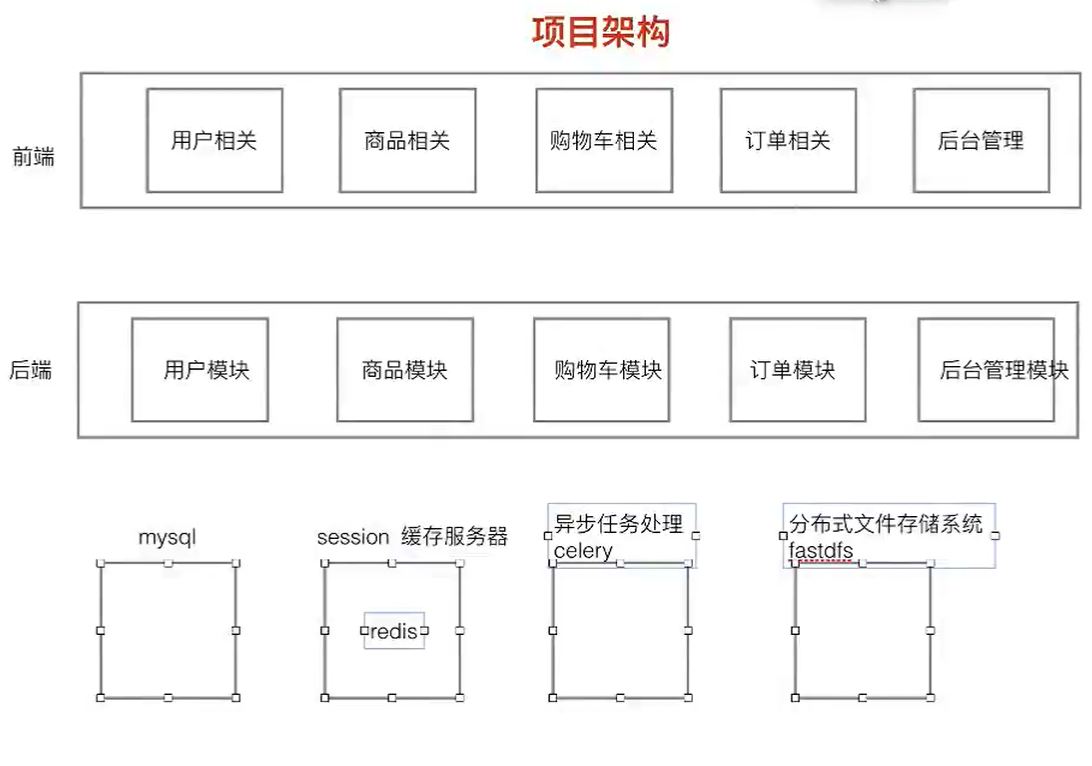 项目架构
前端
用户相关
商品相关
购物车相关
订单相关
后台管理
后端
用户模块
商品模块
购物车模块
订单模块
后台管理模块
mysql
session 缓存服务器
异步任务处理
celery
分布式文件存储系统
fastdfs
redis